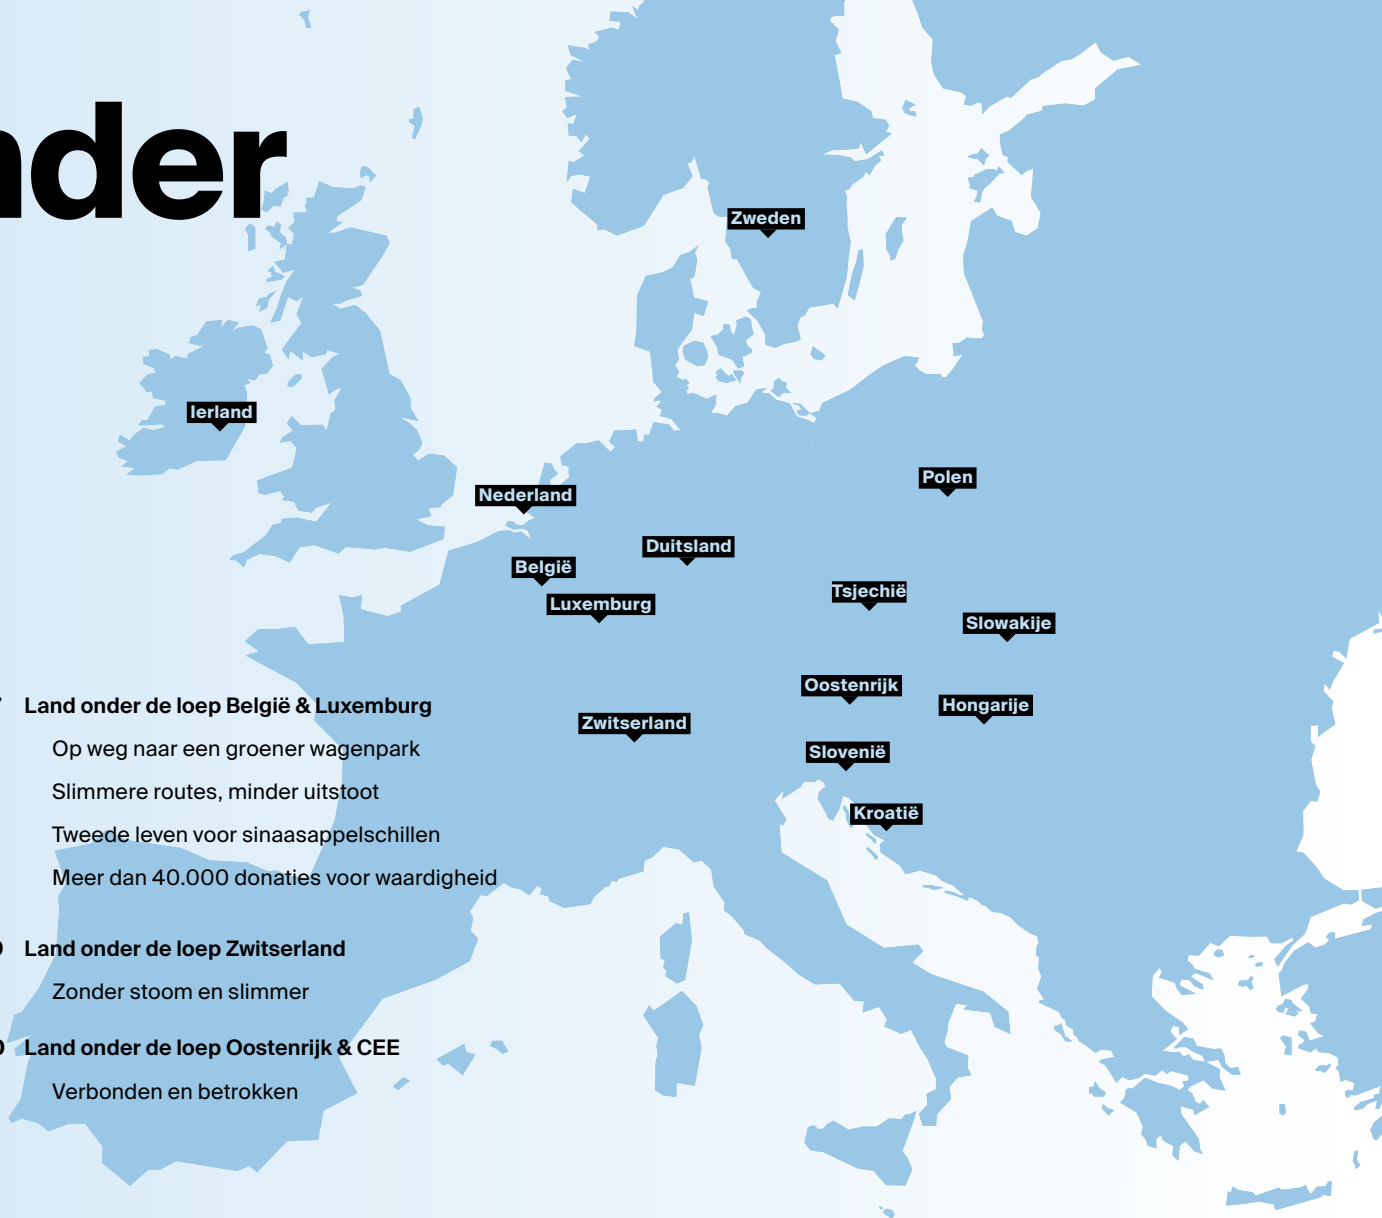 nder
Zweden
Ierland
Polen
Nederland
Duitsland
België
Tsjechië
Luxemburg
Slowakije
Oostenrijk
Hongarije
Zwitserland
Slovenië
Kroatië
Land onder de loep België & Luxemburg
Op weg naar een groener wagenpark
Slimmere routes, minder uitstoot
Tweede leven voor sinaasappelschillen
Meer dan 40.000 donaties voor waardigheid
Land onder de loep Zwitserland
Zonder stoom en slimmer
Land onder de loep Oostenrijk & CEE
Verbonden en betrokken